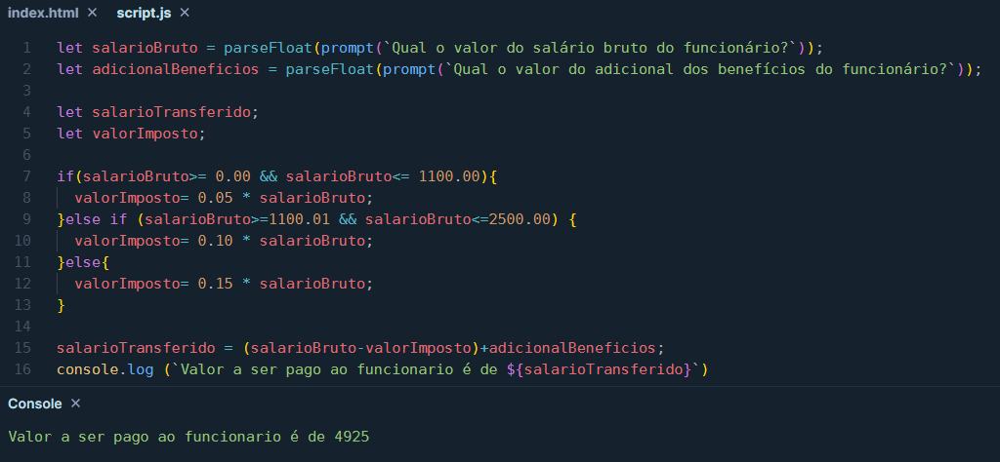 index.html × script.js ×
1 let salarioBruto = parseFloat(prompt(`Qual o valor do salário bruto do funcionário?`));
2 let adicionalBeneficios = parseFloat(prompt(`Qual o valor do adicional dos benefícios do funcionário?`));
3
4 let salarioTransferido;
5 let valorImposto;
6
7 if(salarioBruto>= 0.00 && salarioBruto<= 1100.00){
8 valorImposto= 0.05 * salarioBruto;
9 }else if (salarioBruto>=1100.01 && salarioBruto<=2500.00) {
10 valorImposto= 0.10 * salarioBruto;
11 }else{
12 valorImposto= 0.15 * salarioBruto;
13 }
14
15 salarioTransferido = (salarioBruto-valorImposto)+adicionalBeneficios;
16 console.log (`Valor a ser pago ao funcionario é de ${salarioTransferido}`)
Console ×
Valor a ser pago ao funcionario é de 4925